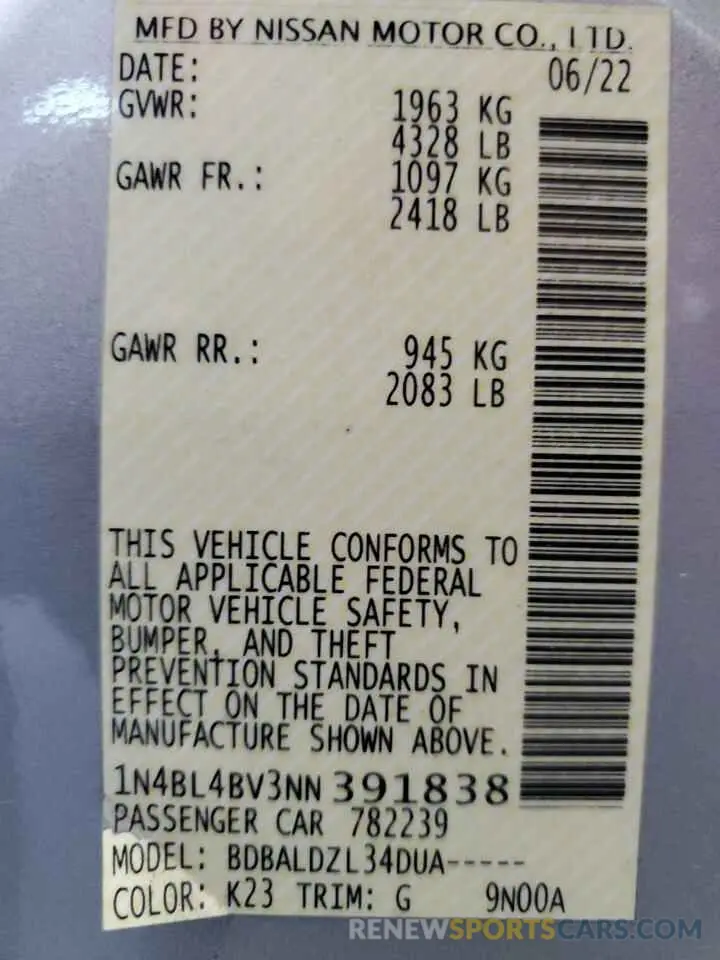 MFD BY NISSAN MOTOR CO., LTD.
DATE: 06/22
GVWR: 1963 KG
4328 LB
GAWR FR.: 1097 KG
2418 LB
GAWR RR.: 945 KG
2083 LB
THIS VEHICLE CONFORMS TO
ALL APPLICABLE FEDERAL
MOTOR VEHICLE SAFETY,
BUMPER, AND THEFT
PREVENTION STANDARDS IN
EFFECT ON THE DATE OF
MANUFACTURE SHOWN ABOVE.
1N4BL4BV3NN391838
PASSENGER CAR 782239
MODEL: BDBALDZL34DUA-----
COLOR: K23 TRIM: G 9N00A
RENEWSPORTSCARS.COM